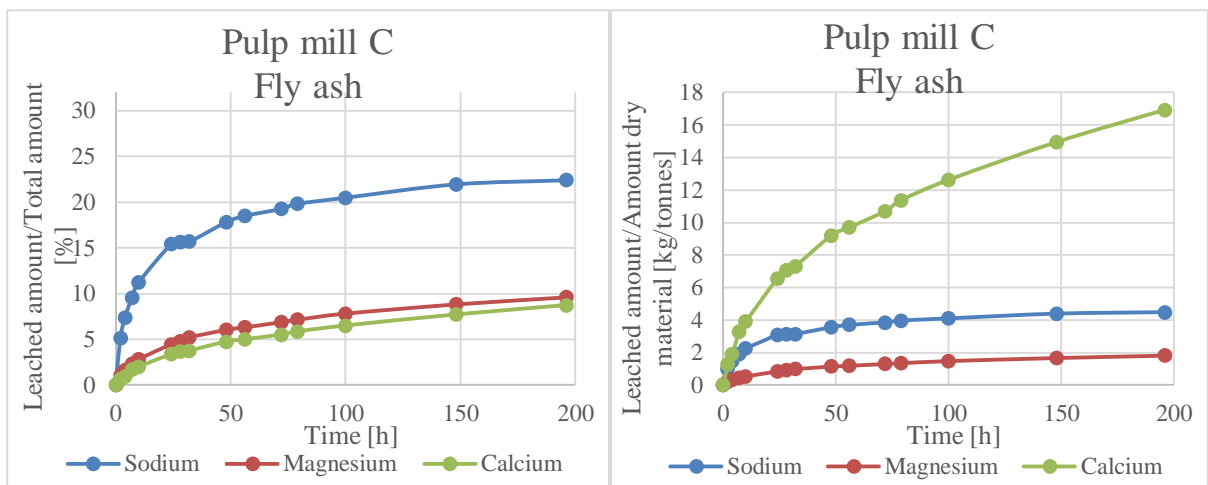 Pulp mill C
Fly ash
Leached amount/Total amount
[%]
30
25
20
15
10
5
0
0 50 100 150 200
Time [h]
Sodium Magnesium Calcium
Pulp mill C
Fly ash
Leached amount/Amount dry
material [kg/tonnes]
18
16
14
12
10
8
6
4
2
0
0 50 100 150 200
Time [h]
Sodium Magnesium Calcium